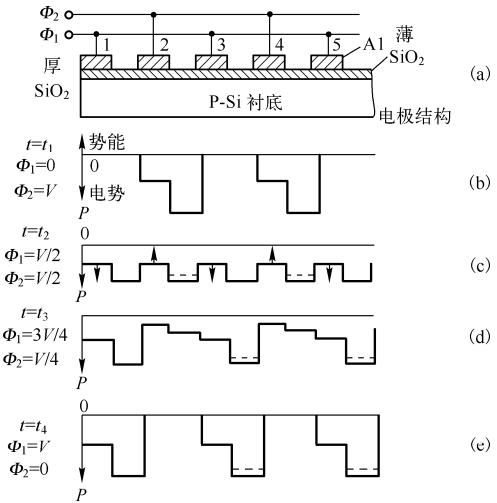 Φ2
Φ1
1 2 3 4 5 A1 薄
厚 SiO2
SiO2
P-Si 衬底
电极结构
(a)
t=t1
势能
Φ1=0
0
Φ2=V
电势
P
(b)
t=t2
0
Φ1=V/2
Φ2=V/2
P
(c)
t=t3
0
Φ1=3V/4
Φ2=V/4
P
(d)
0
t=t4
Φ1=V
Φ2=0
P
(e)